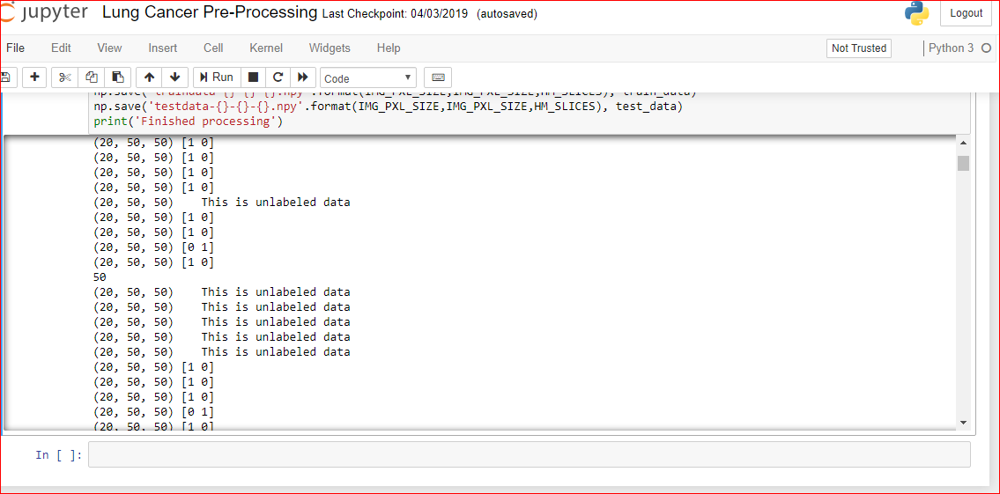 jupyter Lung Cancer Pre-Processing Last Checkpoint: 04/03/2019 (autosaved) Logout
File Edit View Insert Cell Kernel Widgets Help Not Trusted Python 3
Run Code
np.save('traindata-{}-{}-{}.npy'.format(IMG_PXL_SIZE,IMG_PXL_SIZE,HM_SLICES), train_data)
np.save('testdata-{}-{}-{}.npy'.format(IMG_PXL_SIZE,IMG_PXL_SIZE,HM_SLICES), test_data)
print('Finished processing')
(20, 50, 50) [1 0]
(20, 50, 50) [1 0]
(20, 50, 50) [1 0]
(20, 50, 50) [1 0]
(20, 50, 50) This is unlabeled data
(20, 50, 50) [1 0]
(20, 50, 50) [1 0]
(20, 50, 50) [0 1]
(20, 50, 50) [1 0]
50
(20, 50, 50) This is unlabeled data
(20, 50, 50) This is unlabeled data
(20, 50, 50) This is unlabeled data
(20, 50, 50) This is unlabeled data
(20, 50, 50) This is unlabeled data
(20, 50, 50) [1 0]
(20, 50, 50) [1 0]
(20, 50, 50) [1 0]
(20, 50, 50) [0 1]
(20, 50, 50) [1 0]
In [ ]: